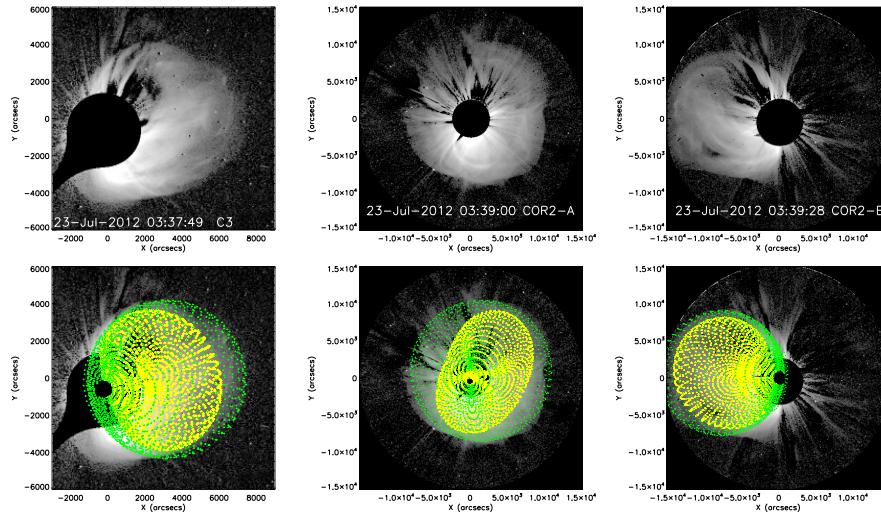 6000
4000
2000
0
-2000
-4000
-6000
Y (arcsecs)
23-Jul-2012 03:37:49 C3
-2000 0 2000 4000 6000 8000
X (arcsecs)
1.5×10⁴
1.0×10⁴
5.0×10³
0
-5.0×10³
-1.0×10⁴
-1.5×10⁴
Y (arcsecs)
23-Jul-2012 03:39:00 COR2-A
-1.0×10⁴ -5.0×10³ 0 5.0×10³ 1.0×10⁴ 1.5×10⁴
X (arcsecs)
1.5×10⁴
1.0×10⁴
5.0×10³
0
-5.0×10³
-1.0×10⁴
-1.5×10⁴
Y (arcsecs)
23-Jul-2012 03:39:28 COR2-B
-1.5×10⁴ -1.0×10⁴ -5.0×10³ 0 5.0×10³ 1.0×10⁴
X (arcsecs)
6000
4000
2000
0
-2000
-4000
-6000
Y (arcsecs)
-2000 0 2000 4000 6000 8000
X (arcsecs)
1.5×10⁴
1.0×10⁴
5.0×10³
0
-5.0×10³
-1.0×10⁴
-1.5×10⁴
Y (arcsecs)
-1.0×10⁴ -5.0×10³ 0 5.0×10³ 1.0×10⁴ 1.5×10⁴
X (arcsecs)
1.5×10⁴
1.0×10⁴
5.0×10³
0
-5.0×10³
-1.0×10⁴
-1.5×10⁴
Y (arcsecs)
-1.5×10⁴ -1.0×10⁴ -5.0×10³ 0 5.0×10³ 1.0×10⁴
X (arcsecs)